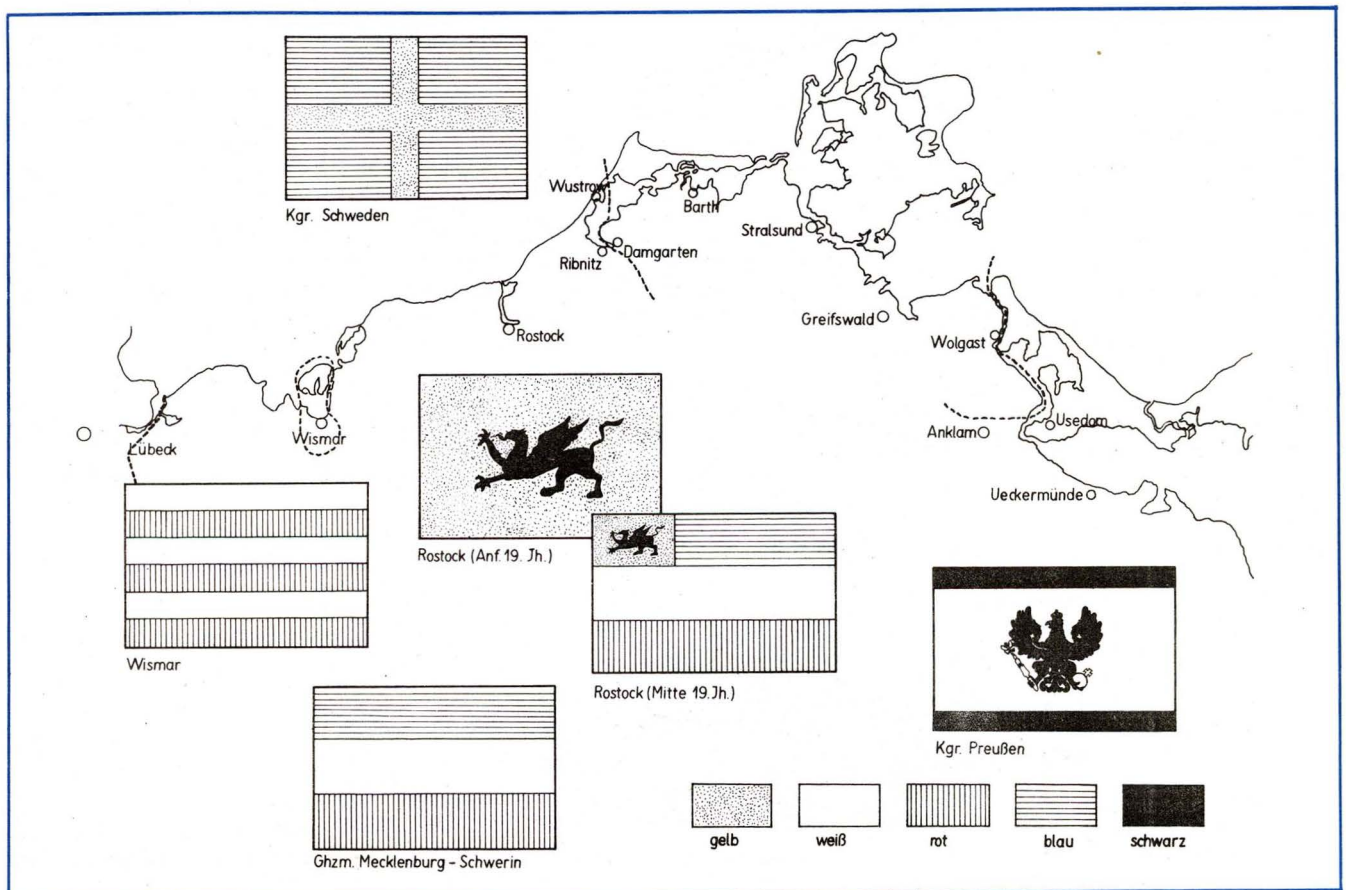 Kgr. Schweden
Wustrow
Barth
Stralsund
Damgarten
Ribnitz
Greifswald
Rostock
Wolgast
Wismar
Lübeck
Anklam
Usedom
Ueckermünde
Rostock (Anf. 19. Jh.)
Wismar
Rostock (Mitte 19. Jh.)
Kgr. Preußen
gelb weiß rot blau schwarz
Ghzm. Mecklenburg - Schwerin